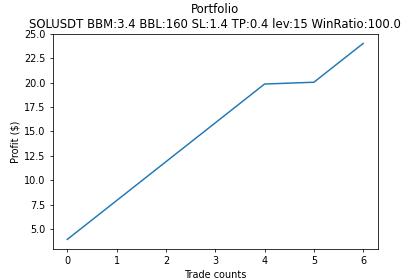 Portfolio
SOLUSDT BBM:3.4 BBL:160 SL:1.4 TP:0.4 lev:15 WinRatio:100.0
25.0
22.5
20.0
17.5
15.0
12.5
10.0
7.5
5.0
Profit ($)
0 1 2 3 4 5 6
Trade counts